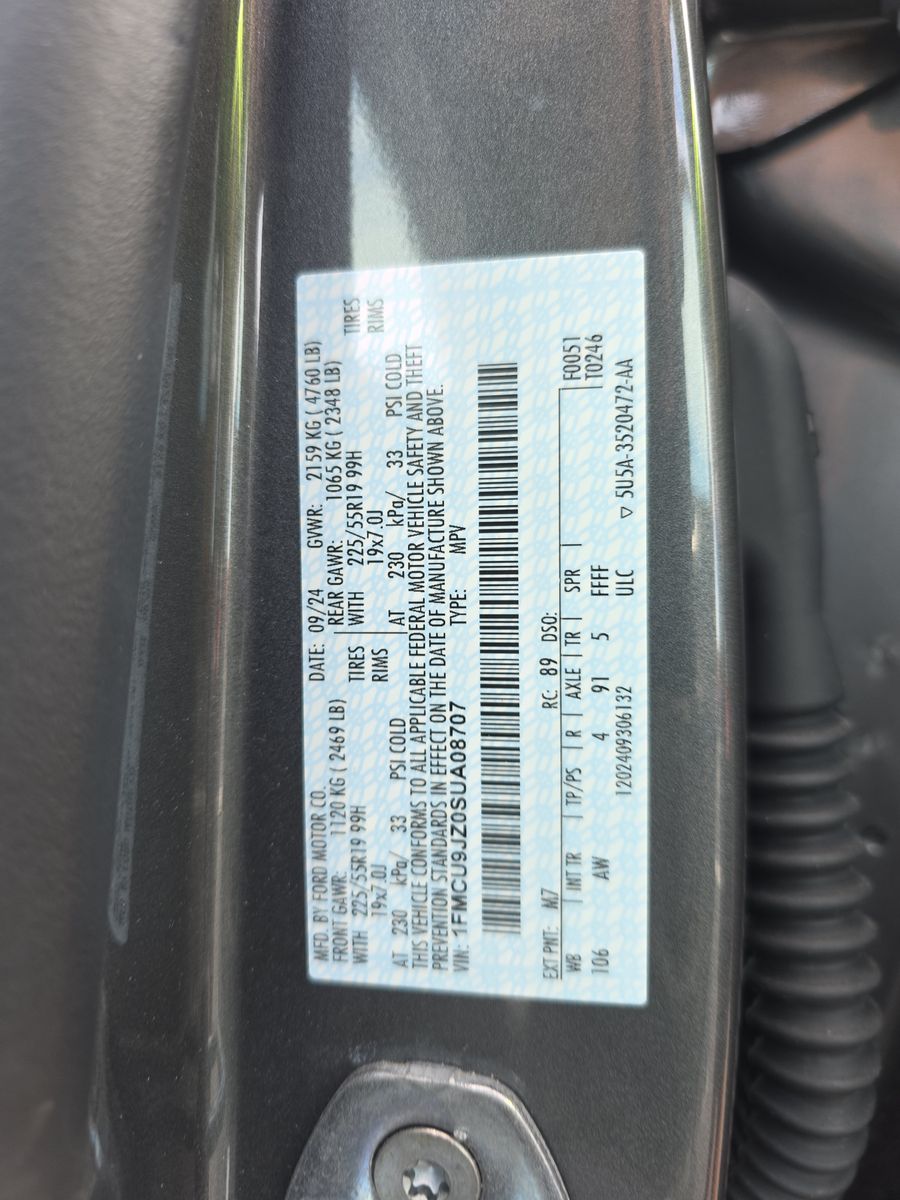 MFD. BY FORD MOTOR CO. DATE: 09/24 GVWR: 2159 KG ( 4760 LB)
FRONT GAWR: 1120 KG ( 2469 LB) REAR GAWR: 1065 KG ( 2348 LB)
WITH 225/55R19 99H TIRES WITH 225/55R19 99H TIRES
19x7.0J RIMS 19x7.0J RIMS
AT 230 kPa/ 33 PSI COLD AT 230 kPa/ 33 PSI COLD
THIS VEHICLE CONFORMS TO ALL APPLICABLE FEDERAL MOTOR VEHICLE SAFETY AND THEFT
PREVENTION STANDARDS IN EFFECT ON THE DATE OF MANUFACTURE SHOWN ABOVE.
VIN: 1FMCU9JZ0SUA08707 TYPE: MPV
EXT PNT: M7 RC: 89 DSO: F0051
WB | INT TR | TP/PS | R | AXLE | TR | SPR | T0246
106 AW 4 91 5 FFFF
1202409306132 ULC ▽ 5U5A-3520472-AA